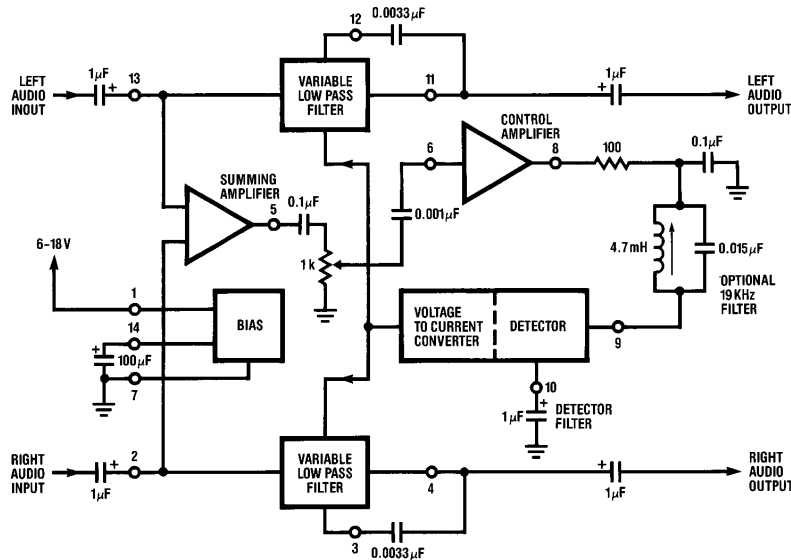 12
0.0033µF
1µF
+
13
LEFT
AUDIO
INOUT
VARIABLE
LOW PASS
FILTER
11
+
1µF
LEFT
AUDIO
OUTPUT
CONTROL
AMPLIFIER
6
8
100
0.1µF
SUMMING
AMPLIFIER
5
0.1µF
0.001µF
1k
4.7mH
0.015µF
OPTIONAL
19KHz
FILTER
6–18V
1
14
+
100µF
7
BIAS
VOLTAGE
TO CURRENT
CONVERTER
DETECTOR
9
10
+
1µF
DETECTOR
FILTER
RIGHT
AUDIO
INPUT
+
1µF
2
VARIABLE
LOW PASS
FILTER
4
+
1µF
RIGHT
AUDIO
OUTPUT
3
0.0033µF